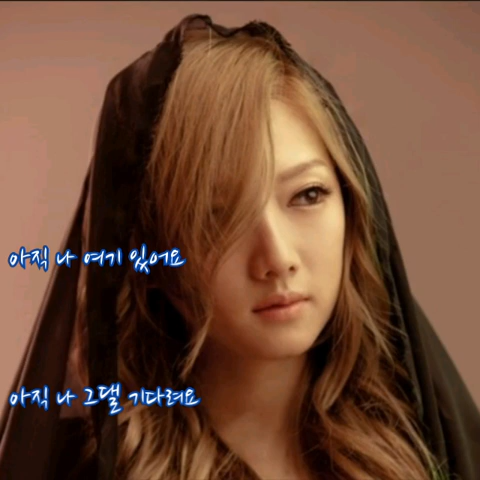 아직 나 여기 있어요
아직 나 그댈 기다려요